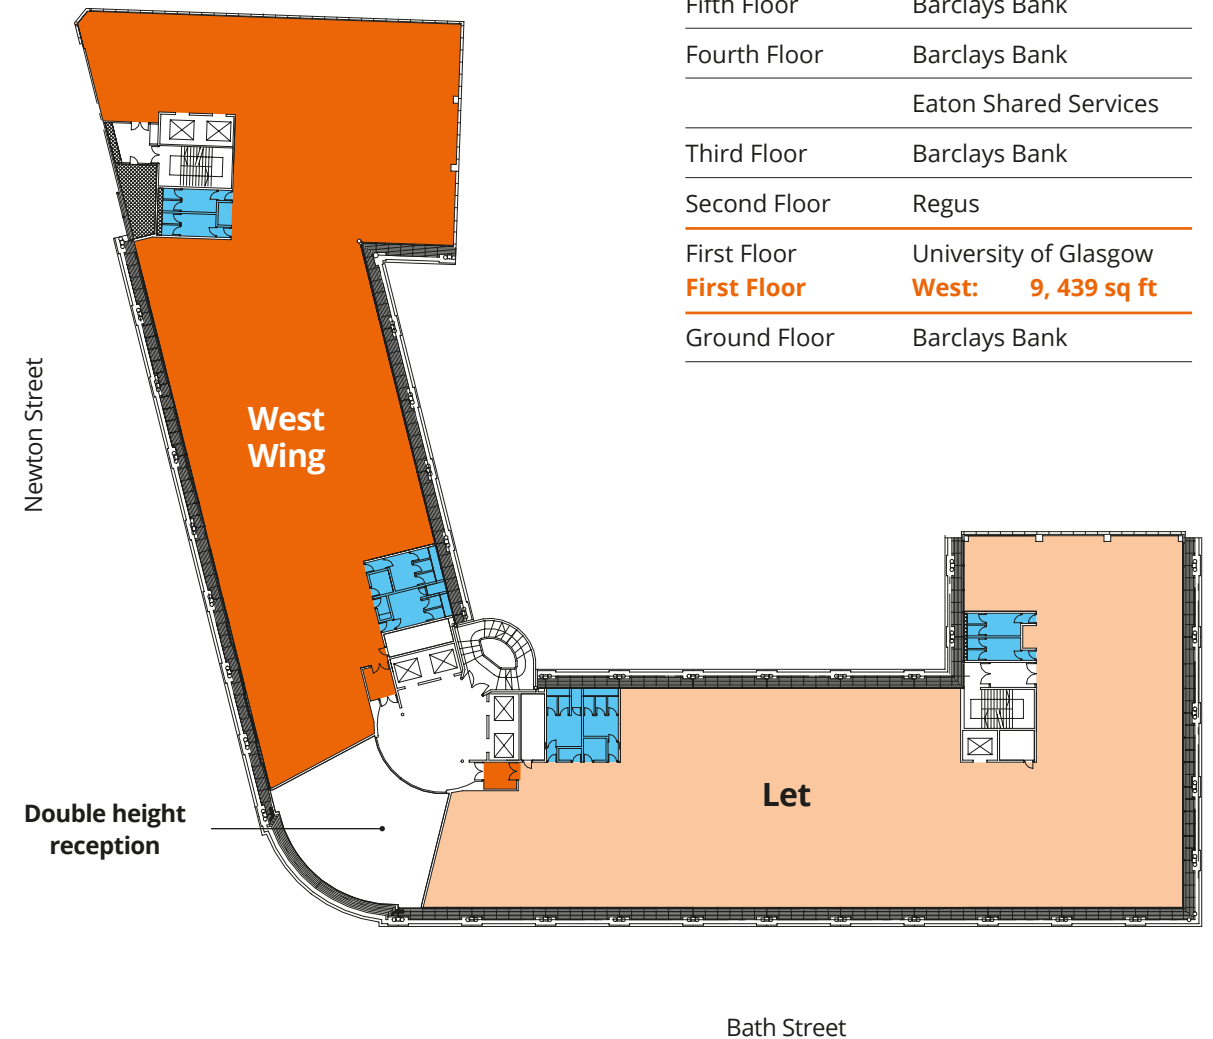 Fifth Floor Barclays Bank
Fourth Floor Barclays Bank
Eaton Shared Services
Third Floor Barclays Bank
Second Floor Regus
First Floor University of Glasgow
First Floor West: 9, 439 sq ft
Ground Floor Barclays Bank
Newton Street
West
Wing
Let
Double height
reception
Bath Street